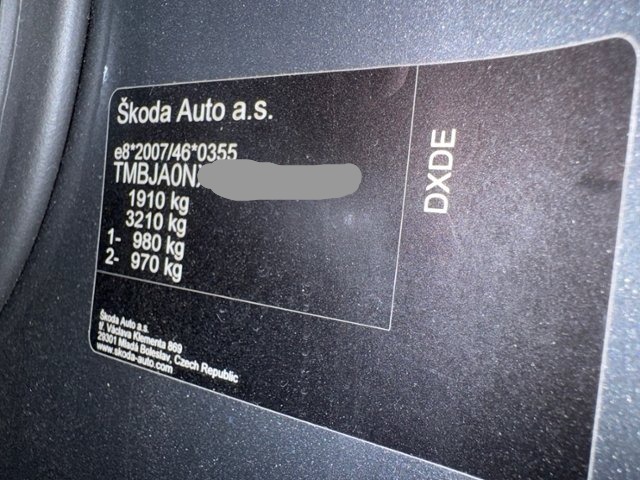 Škoda Auto a.s.
e8*2007/46*0355
TMBJA0N
1910 kg
3210 kg
1- 980 kg
2- 970 kg
DXDE
Škoda Auto a.s.
tř. Václava Klementa 869
29301 Mladá Boleslav, Czech Republic
www.skoda-auto.com